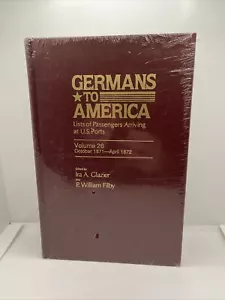 GERMANS
★TO★
AMERICA
Lists of Passengers Arriving
at U.S. Ports
Volume 26
October 1871—April 1872
Edited by
Ira A. Glazier
and
P. William Filby